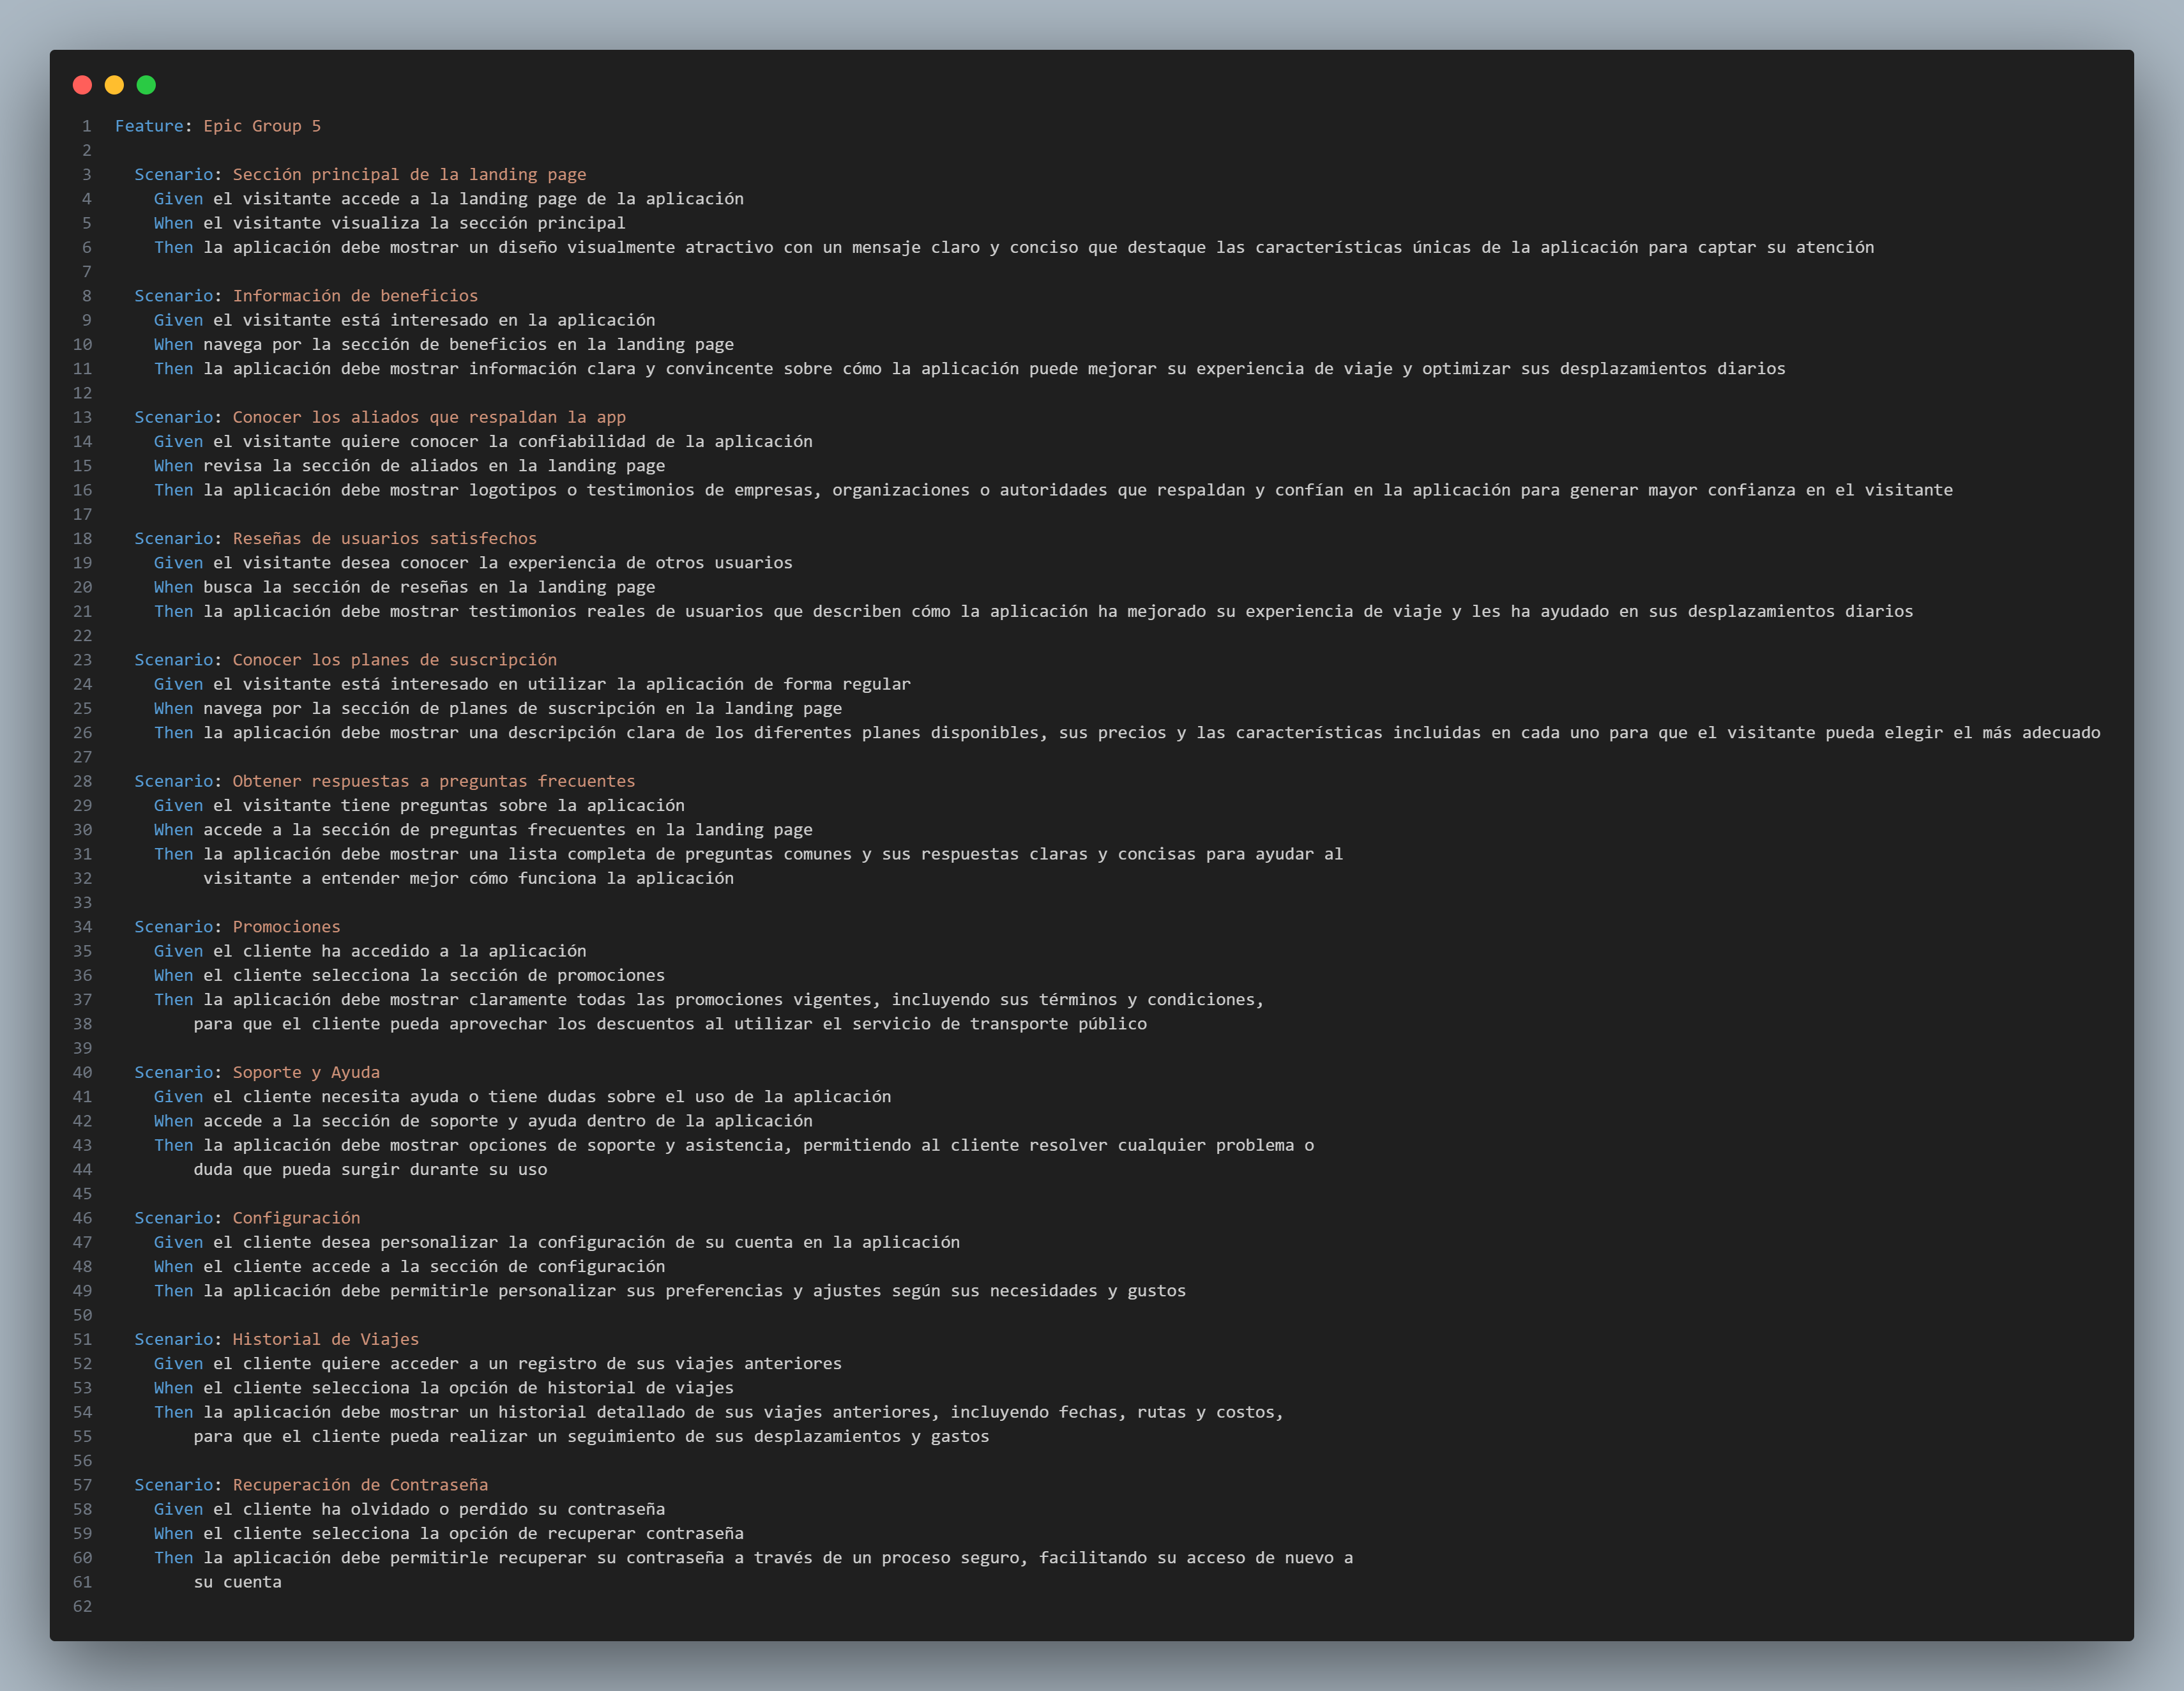 1 Feature: Epic Group 5
2
3 Scenario: Sección principal de la landing page
4 Given el visitante accede a la landing page de la aplicación
5 When el visitante visualiza la sección principal
6 Then la aplicación debe mostrar un diseño visualmente atractivo con un mensaje claro y conciso que destaque las características únicas de la aplicación para captar su atención
7
8 Scenario: Información de beneficios
9 Given el visitante está interesado en la aplicación
10 When navega por la sección de beneficios en la landing page
11 Then la aplicación debe mostrar información clara y convincente sobre cómo la aplicación puede mejorar su experiencia de viaje y optimizar sus desplazamientos diarios
12
13 Scenario: Conocer los aliados que respaldan la app
14 Given el visitante quiere conocer la confiabilidad de la aplicación
15 When revisa la sección de aliados en la landing page
16 Then la aplicación debe mostrar logotipos o testimonios de empresas, organizaciones o autoridades que respaldan y confían en la aplicación para generar mayor confianza en el visitante
17
18 Scenario: Reseñas de usuarios satisfechos
19 Given el visitante desea conocer la experiencia de otros usuarios
20 When busca la sección de reseñas en la landing page
21 Then la aplicación debe mostrar testimonios reales de usuarios que describen cómo la aplicación ha mejorado su experiencia de viaje y les ha ayudado en sus desplazamientos diarios
22
23 Scenario: Conocer los planes de suscripción
24 Given el visitante está interesado en utilizar la aplicación de forma regular
25 When navega por la sección de planes de suscripción en la landing page
26 Then la aplicación debe mostrar una descripción clara de los diferentes planes disponibles, sus precios y las características incluidas en cada uno para que el visitante pueda elegir el más adecuado
27
28 Scenario: Obtener respuestas a preguntas frecuentes
29 Given el visitante tiene preguntas sobre la aplicación
30 When accede a la sección de preguntas frecuentes en la landing page
31 Then la aplicación debe mostrar una lista completa de preguntas comunes y sus respuestas claras y concisas para ayudar al
32 visitante a entender mejor cómo funciona la aplicación
33
34 Scenario: Promociones
35 Given el cliente ha accedido a la aplicación
36 When el cliente selecciona la sección de promociones
37 Then la aplicación debe mostrar claramente todas las promociones vigentes, incluyendo sus términos y condiciones,
38 para que el cliente pueda aprovechar los descuentos al utilizar el servicio de transporte público
39
40 Scenario: Soporte y Ayuda
41 Given el cliente necesita ayuda o tiene dudas sobre el uso de la aplicación
42 When accede a la sección de soporte y ayuda dentro de la aplicación
43 Then la aplicación debe mostrar opciones de soporte y asistencia, permitiendo al cliente resolver cualquier problema o
44 duda que pueda surgir durante su uso
45
46 Scenario: Configuración
47 Given el cliente desea personalizar la configuración de su cuenta en la aplicación
48 When el cliente accede a la sección de configuración
49 Then la aplicación debe permitirle personalizar sus preferencias y ajustes según sus necesidades y gustos
50
51 Scenario: Historial de Viajes
52 Given el cliente quiere acceder a un registro de sus viajes anteriores
53 When el cliente selecciona la opción de historial de viajes
54 Then la aplicación debe mostrar un historial detallado de sus viajes anteriores, incluyendo fechas, rutas y costos,
55 para que el cliente pueda realizar un seguimiento de sus desplazamientos y gastos
56
57 Scenario: Recuperación de Contraseña
58 Given el cliente ha olvidado o perdido su contraseña
59 When el cliente selecciona la opción de recuperar contraseña
60 Then la aplicación debe permitirle recuperar su contraseña a través de un proceso seguro, facilitando su acceso de nuevo a
61 su cuenta
62